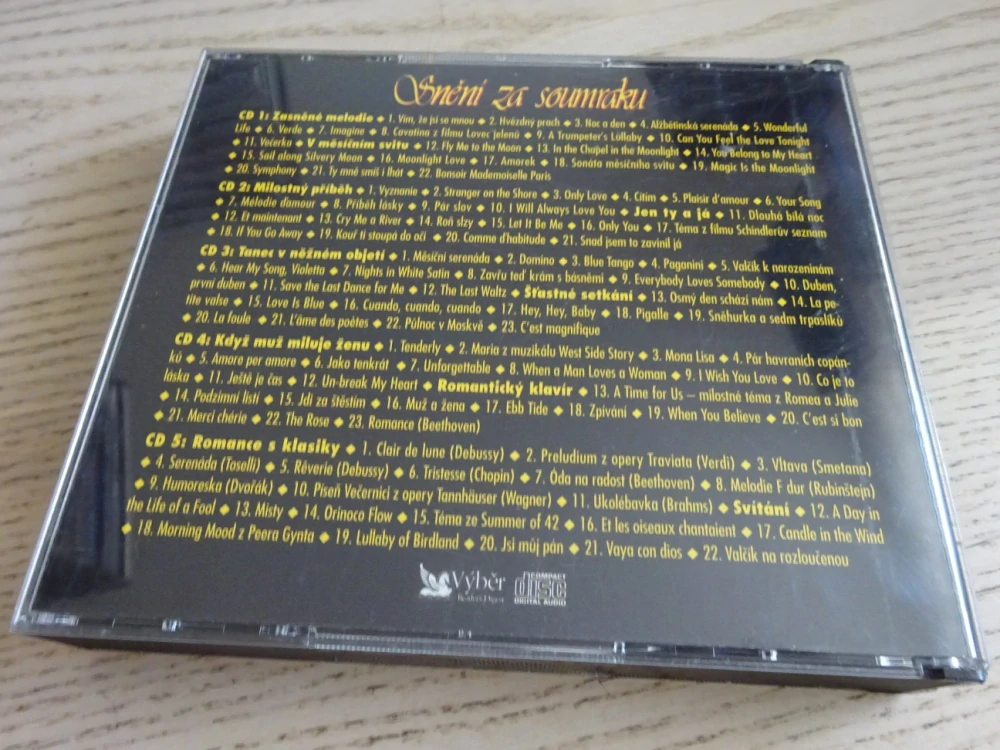 Snění za soumraku
CD 1: Zasněné melodie ◆ 1. Vím, že jsi se mnou ◆ 2. Hvězdný prach ◆ 3. Noc a den ◆ 4. Alžbětinská serenáda ◆ 5. Wonderful
Life ◆ 6. Verde ◆ 7. Imagine ◆ 8. Cavatina z filmu Lovec jelenů ◆ 9. A Trumpeter's Lullaby ◆ 10. Can You Feel the Love Tonight
◆ 11. Večerka ◆ V měsíčním svitu ◆ 12. Fly Me to the Moon ◆ 13. In the Chapel in the Moonlight ◆ 14. You Belong to My Heart
◆ 15. Sail along Silvery Moon ◆ 16. Moonlight Love ◆ 17. Amorek ◆ 18. Sonáta měsíčního svitu ◆ 19. Magic Is the Moonlight
◆ 20. Symphony ◆ 21. Ty mně smíš i lhát ◆ 22. Bonsoir Mademoiselle Paris
CD 2: Milostný příběh ◆ 1. Vyznanie ◆ 2. Stranger on the Shore ◆ 3. Only Love ◆ 4. Cítim ◆ 5. Plaisir d'amour ◆ 6. Your Song
◆ 7. Mélodie d'amour ◆ 8. Příběh lásky ◆ 9. Pár slov ◆ 10. I Will Always Love You ◆ Jen ty a já ◆ 11. Dlouhá bílá noc
◆ 12. Et maintenant ◆ 13. Cry Me a River ◆ 14. Roň slzy ◆ 15. Let It Be Me ◆ 16. Only You ◆ 17. Téma z filmu Schindlerův seznam
◆ 18. If You Go Away ◆ 19. Kouř ti stoupá do očí ◆ 20. Comme d'habitude ◆ 21. Snad jsem to zavinil já
CD 3: Tanec v něžném objetí ◆ 1. Měsíční serenáda ◆ 2. Domino ◆ 3. Blue Tango ◆ 4. Paganini ◆ 5. Valčík k narozeninám
◆ 6. Hear My Song, Violetta ◆ 7. Nights in White Satin ◆ 8. Zavřu teď krám s básněmi ◆ 9. Everybody Loves Somebody ◆ 10. Duben,
první duben ◆ 11. Save the Last Dance for Me ◆ 12. The Last Waltz ◆ Šťastné setkání ◆ 13. Osmý den schází nám ◆ 14. La pe-
tite valse ◆ 15. Love Is Blue ◆ 16. Cuando, cuando, cuando ◆ 17. Hey, Hey, Baby ◆ 18. Pigalle ◆ 19. Sněhurka a sedm trpaslíků
◆ 20. La foule ◆ 21. L'âme des poètes ◆ 22. Půlnoc v Moskvě ◆ 23. C'est magnifique
CD 4: Když muž miluje ženu ◆ 1. Tenderly ◆ 2. Maria z muzikálu West Side Story ◆ 3. Mona Lisa ◆ 4. Pár havraních copán-
ků ◆ 5. Amore per amore ◆ 6. Jako tenkrát ◆ 7. Unforgettable ◆ 8. When a Man Loves a Woman ◆ 9. I Wish You Love ◆ 10. Co je to
láska ◆ 11. Ještě je čas ◆ 12. Un-break My Heart ◆ Romantický klavír ◆ 13. A Time for Us – milostné téma z Romea a Julie
◆ 14. Podzimní listí ◆ 15. Jdi za štěstím ◆ 16. Muž a žena ◆ 17. Ebb Tide ◆ 18. Zpívání ◆ 19. When You Believe ◆ 20. C'est si bon
◆ 21. Merci chérie ◆ 22. The Rose ◆ 23. Romance (Beethoven)
CD 5: Romance s klasiky ◆ 1. Clair de lune (Debussy) ◆ 2. Preludium z opery Traviata (Verdi) ◆ 3. Vltava (Smetana)
◆ 4. Serenáda (Toselli) ◆ 5. Rêverie (Debussy) ◆ 6. Tristesse (Chopin) ◆ 7. Óda na radost (Beethoven) ◆ 8. Melodie F dur (Rubinštejn)
◆ 9. Humoreska (Dvořák) ◆ 10. Píseň Večernici z opery Tannhäuser (Wagner) ◆ 11. Ukolébavka (Brahms) ◆ Svítání ◆ 12. A Day in
the Life of a Fool ◆ 13. Misty ◆ 14. Orinoco Flow ◆ 15. Téma ze Summer of 42 ◆ 16. Et les oiseaux chantaient ◆ 17. Candle in the Wind
◆ 18. Morning Mood z Peera Gynta ◆ 19. Lullaby of Birdland ◆ 20. Jsi můj pán ◆ 21. Vaya con dios ◆ 22. Valčík na rozloučenou
Výběr
Reader's Digest
COMPACT
disc
DIGITAL AUDIO